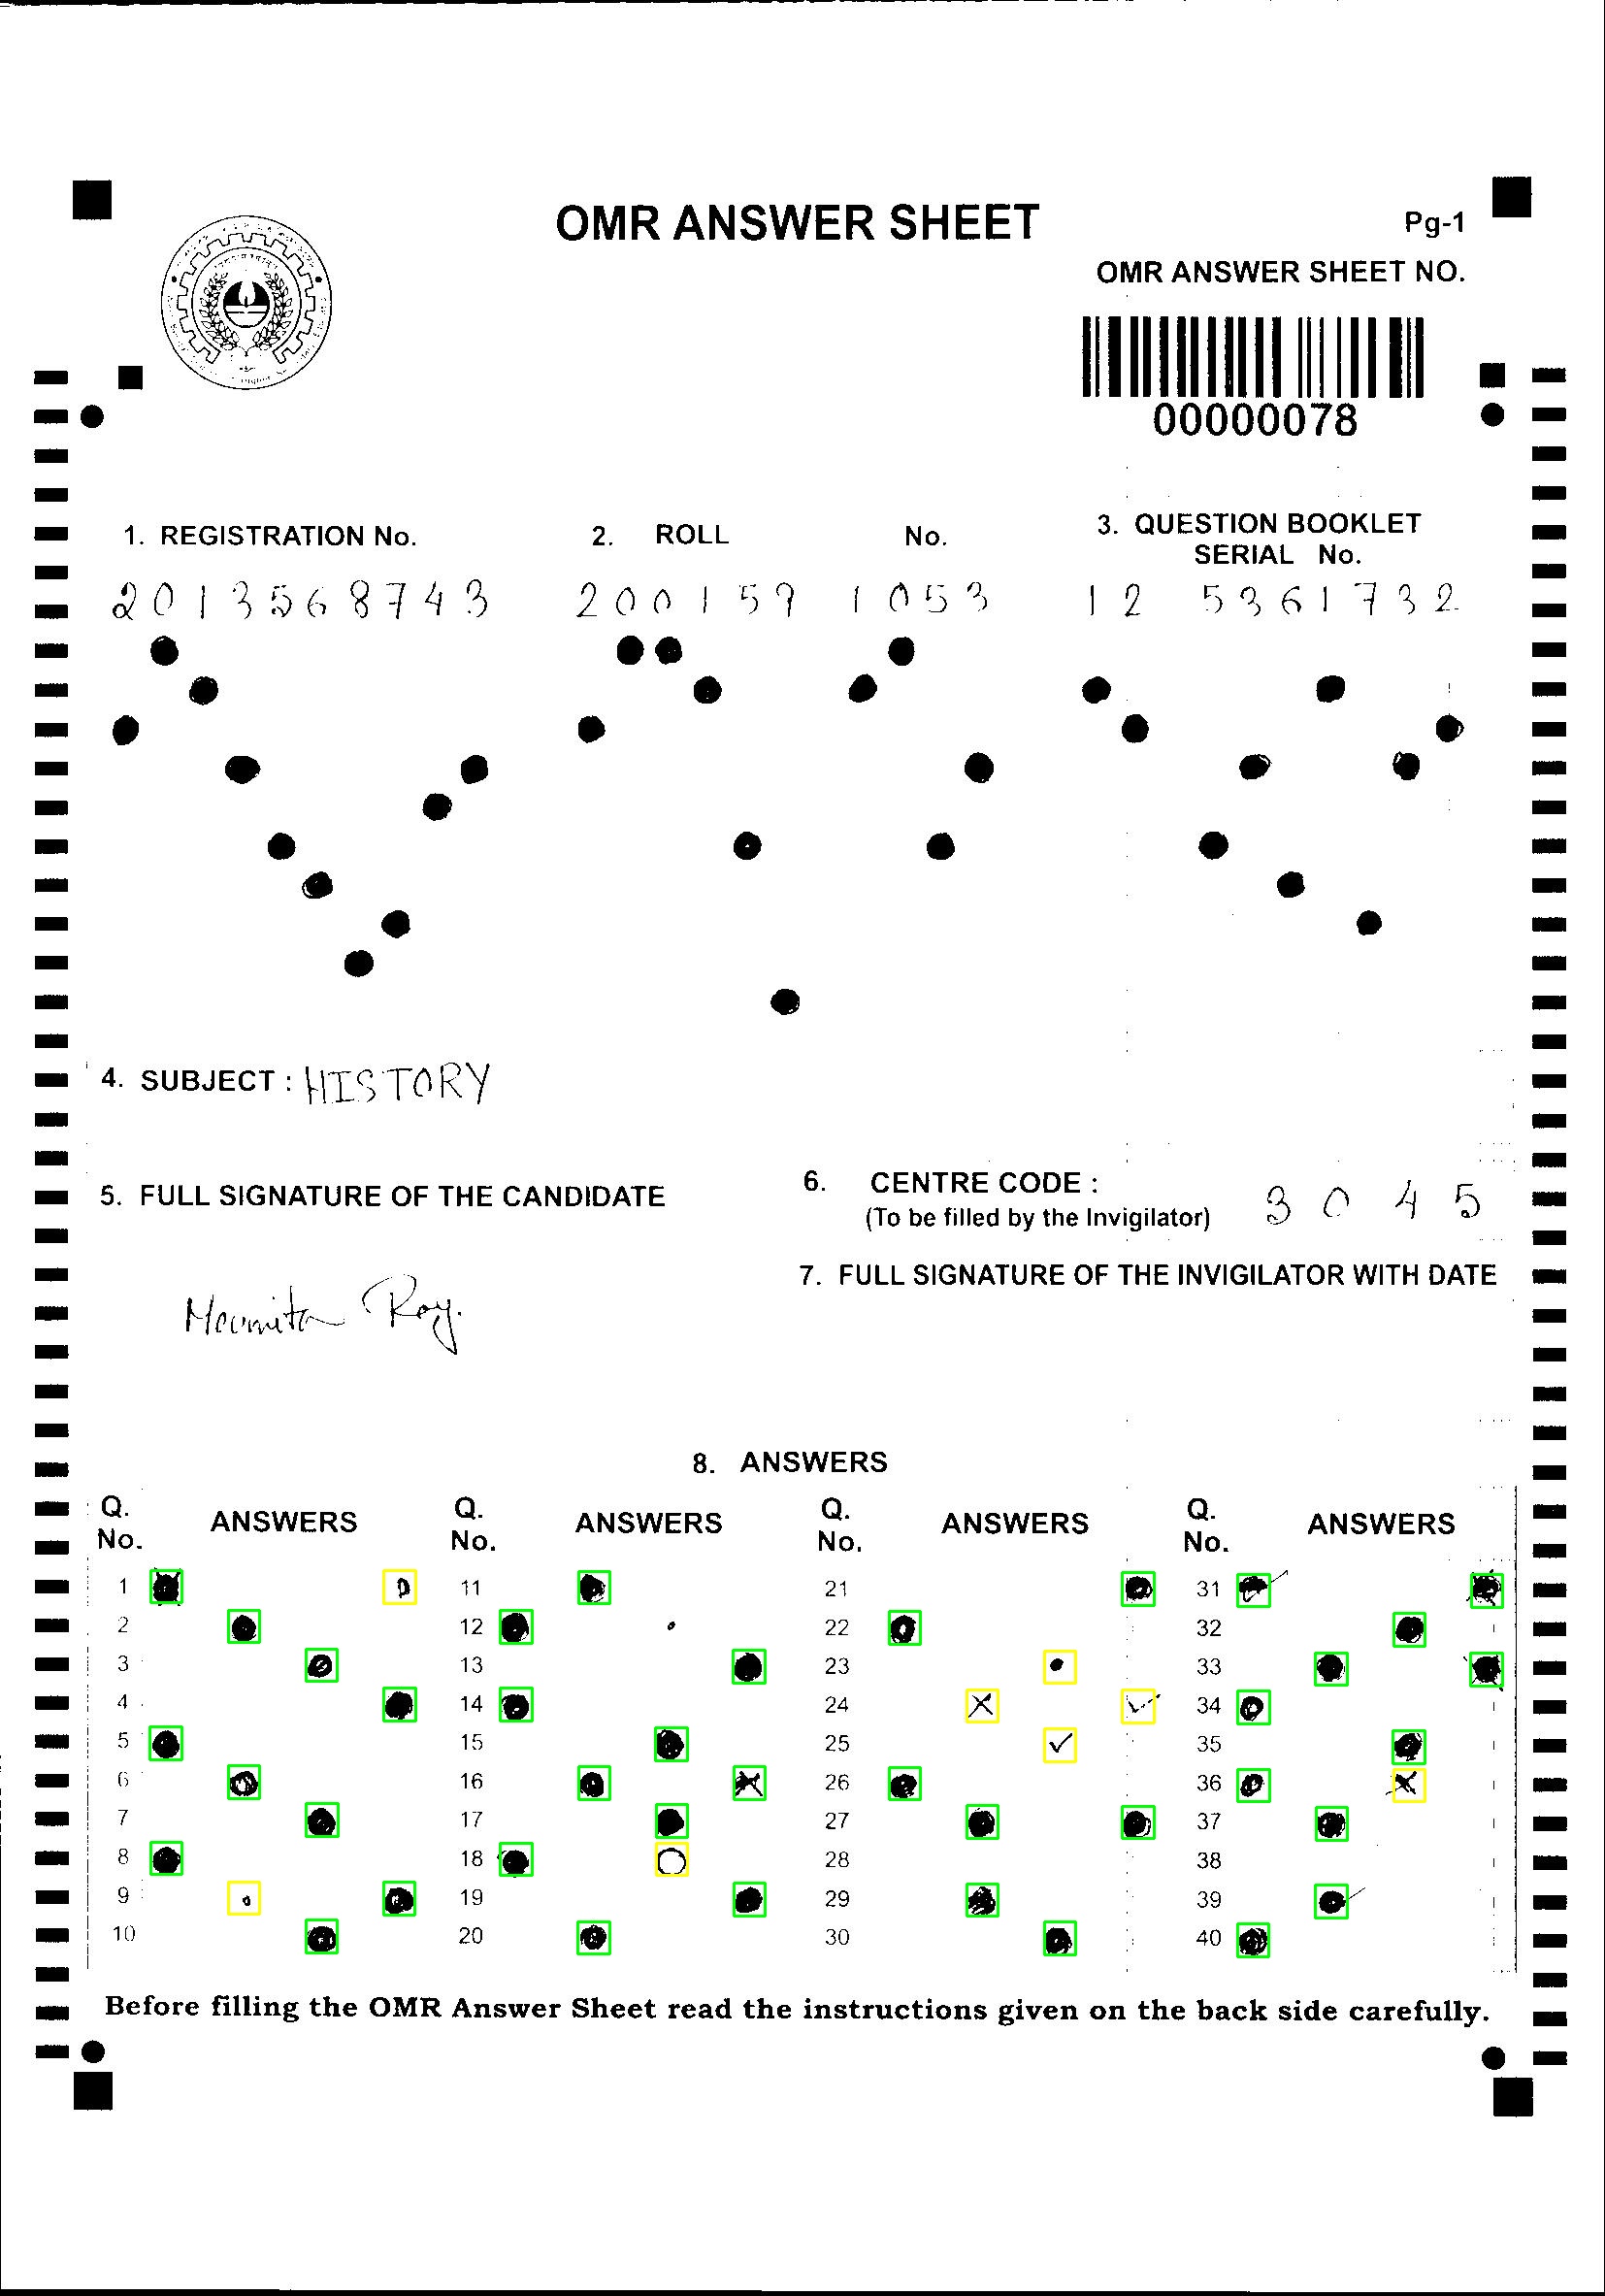 OMR ANSWER SHEET
Pg-1
OMR ANSWER SHEET NO.
00000078
1. REGISTRATION No.
2. ROLL No.
3. QUESTION BOOKLET
SERIAL No.
2013568743
200159 1053
12 5361732
4. SUBJECT : HISTORY
5. FULL SIGNATURE OF THE CANDIDATE
6. CENTRE CODE : 3045
(To be filled by the Invigilator)
7. FULL SIGNATURE OF THE INVIGILATOR WITH DATE
Moumita Roy.
8. ANSWERS
Q. No. ANSWERS Q. No. ANSWERS Q. No. ANSWERS Q. No. ANSWERS
1 11 21 31
2 12 22 32
3 13 23 33
4 14 24 34
5 15 25 35
6 16 26 36
7 17 27 37
8 18 28 38
9 19 29 39
10 20 30 40
Before filling the OMR Answer Sheet read the instructions given on the back side carefully.